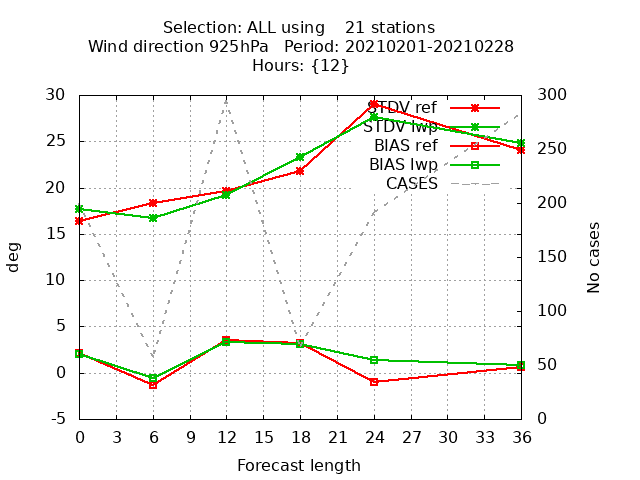 Selection: ALL using    21 stations
Wind direction 925hPa   Period: 20210201-20210228
Hours: {12}
30
25
20
15
10
5
0
-5
deg
300
250
200
150
100
50
0
No cases
STDV ref
STDV lwp
BIAS ref
BIAS lwp
CASES
0 3 6 9 12 15 18 21 24 27 30 33 36
Forecast length